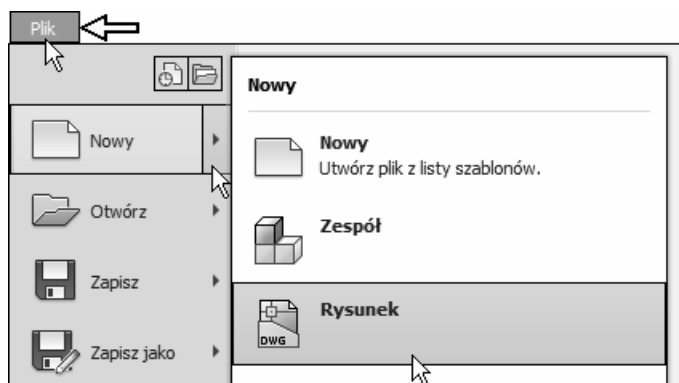 Plik
Nowy
Nowy
Otwórz
Zapisz
Zapisz jako
Nowy
Utwórz plik z listy szablonów.
Zespół
Rysunek
DWG